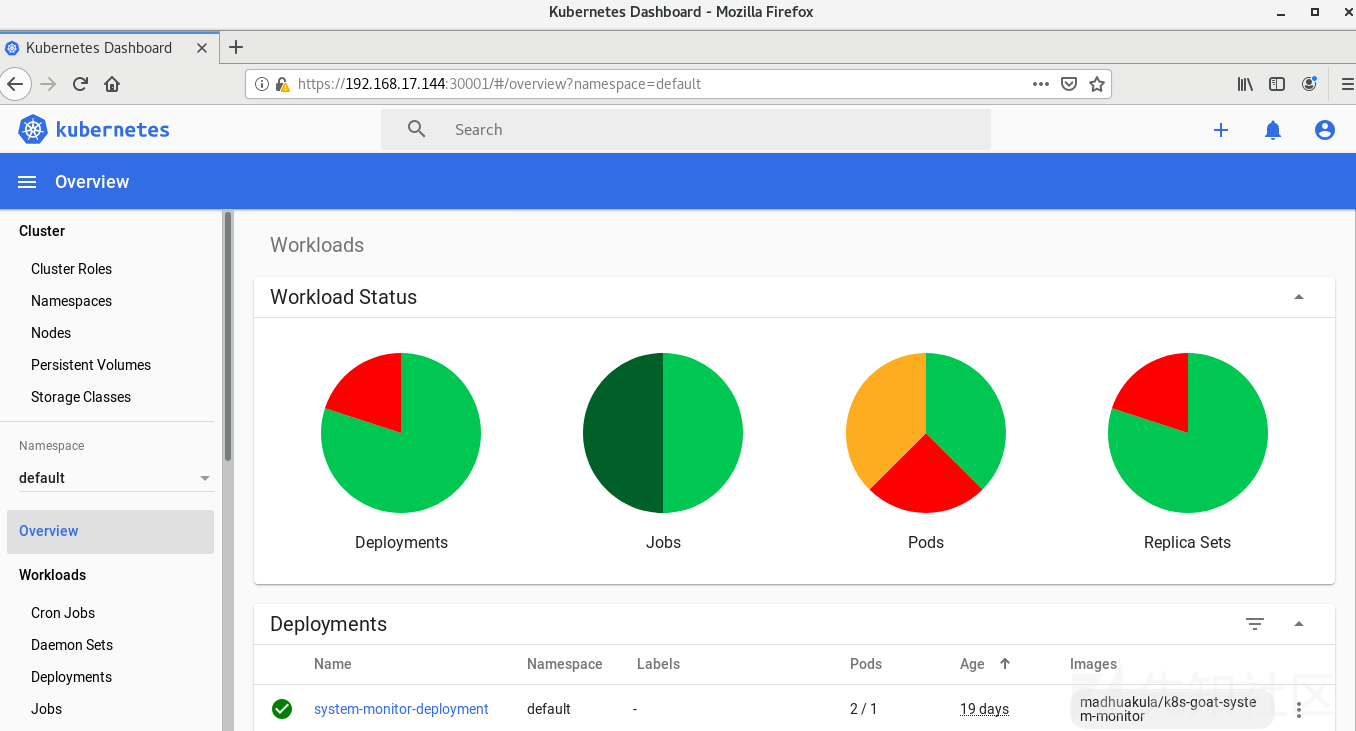 Kubernetes Dashboard - Mozilla Firefox
Kubernetes Dashboard
https://192.168.17.144:30001/#/overview?namespace=default
kubernetes
Search
Overview
Cluster
Cluster Roles
Namespaces
Nodes
Persistent Volumes
Storage Classes
Namespace
default
Overview
Workloads
Cron Jobs
Daemon Sets
Deployments
Jobs
Workloads
Workload Status
Deployments Jobs Pods Replica Sets
Deployments
Name Namespace Labels Pods Age Images
system-monitor-deployment default - 2 / 1 19 days madhuakula/k8s-goat-syste
m-monitor
先知社区